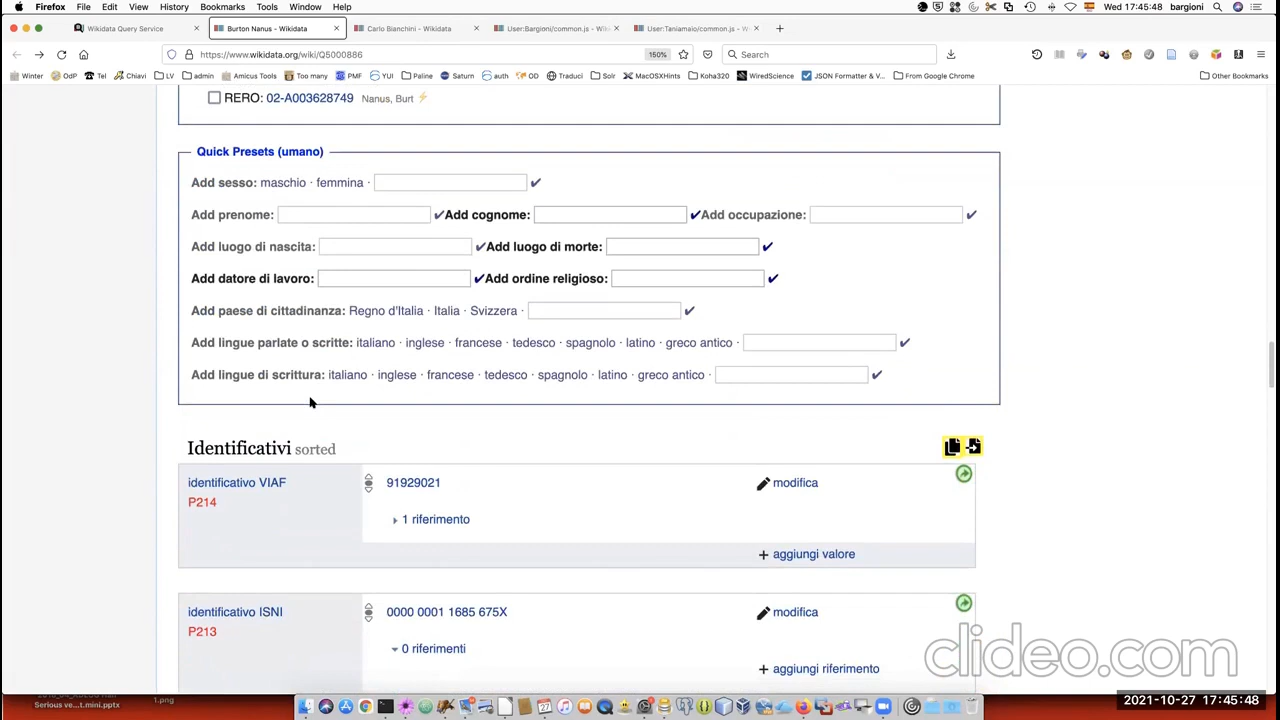 Firefox File Edit View History Bookmarks Tools Window Help Wed 17:45:48 bargioni
Wikidata Query Service Burton Nanus - Wikidata Carlo Bianchini - Wikidata User:Bargioni/common.js - Wik User:Taniamaio/common.js - W
https://www.wikidata.org/wiki/Q5000886 150% Search
Winter OdP Tel Chiavi LV admin Amicus Tools Too many PMF YUI Paline Saturn auth OD Traduci Solr MacOSXHints Koha320 WiredScience JSON Formatter & V... From Google Chrome Other Bookmarks
RERO: 02-A003628749 Nanus, Burt
Quick Presets (umano)
Add sesso: maschio · femmina ·
Add prenome: Add cognome: Add occupazione:
Add luogo di nascita: Add luogo di morte:
Add datore di lavoro: Add ordine religioso:
Add paese di cittadinanza: Regno d'Italia · Italia · Svizzera ·
Add lingue parlate o scritte: italiano · inglese · francese · tedesco · spagnolo · latino · greco antico ·
Add lingue di scrittura: italiano · inglese · francese · tedesco · spagnolo · latino · greco antico ·
Identificativi sorted
identificativo VIAF 91929021 modifica
P214
1 riferimento
+ aggiungi valore
identificativo ISNI 0000 0001 1685 675X modifica
P213
0 riferimenti
+ aggiungi riferimento
clideo.com
Serious ve...t.mini.pptx 1.png
2021-10-27 17:45:48